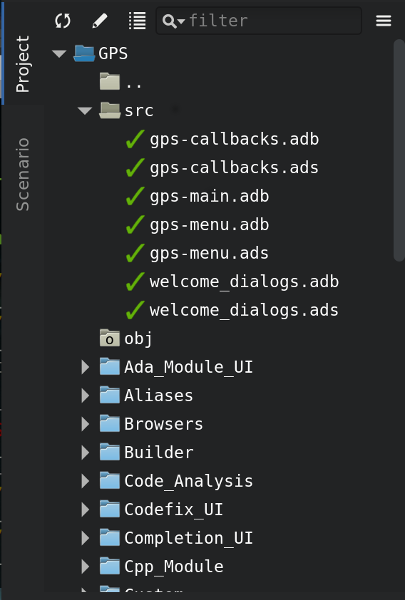 filter
Project
Scenario
GPS
..
src
gps-callbacks.adb
gps-callbacks.ads
gps-main.adb
gps-menu.adb
gps-menu.ads
welcome_dialogs.adb
welcome_dialogs.ads
obj
Ada_Module_UI
Aliases
Browsers
Builder
Code_Analysis
Codefix_UI
Completion_UI
Cpp_Module